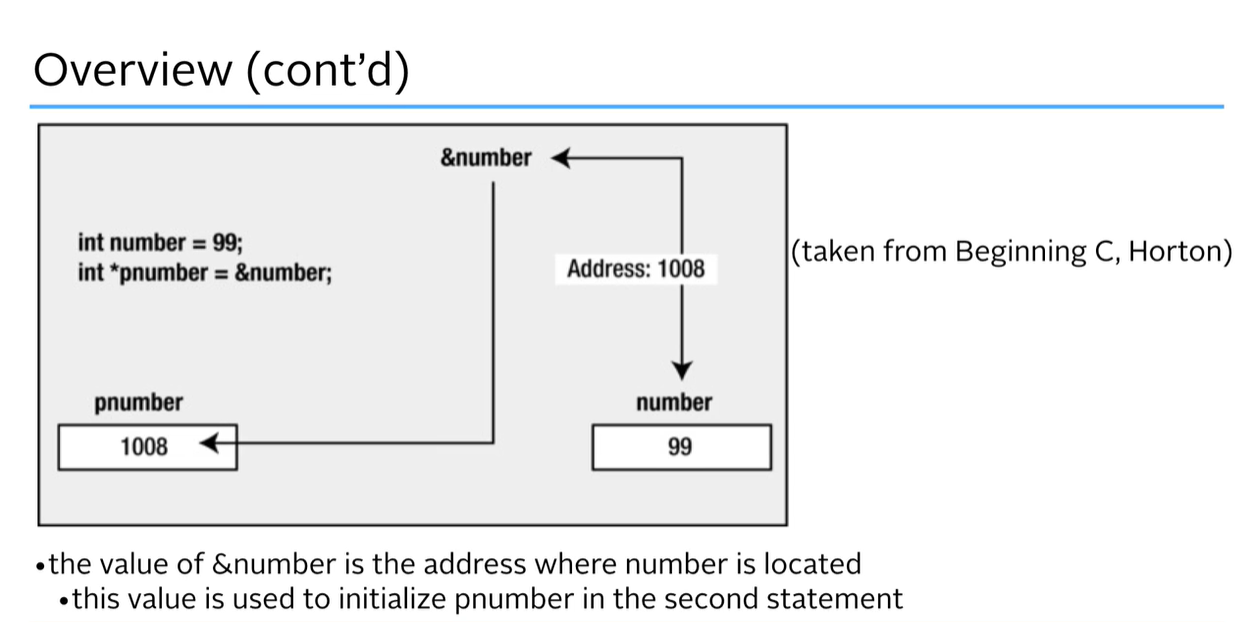 Overview (cont’d)
&number
int number = 99;
int *pnumber = &number;
Address: 1008
(taken from Beginning C, Horton)
pnumber
number
1008
99
•the value of &number is the address where number is located
•this value is used to initialize pnumber in the second statement